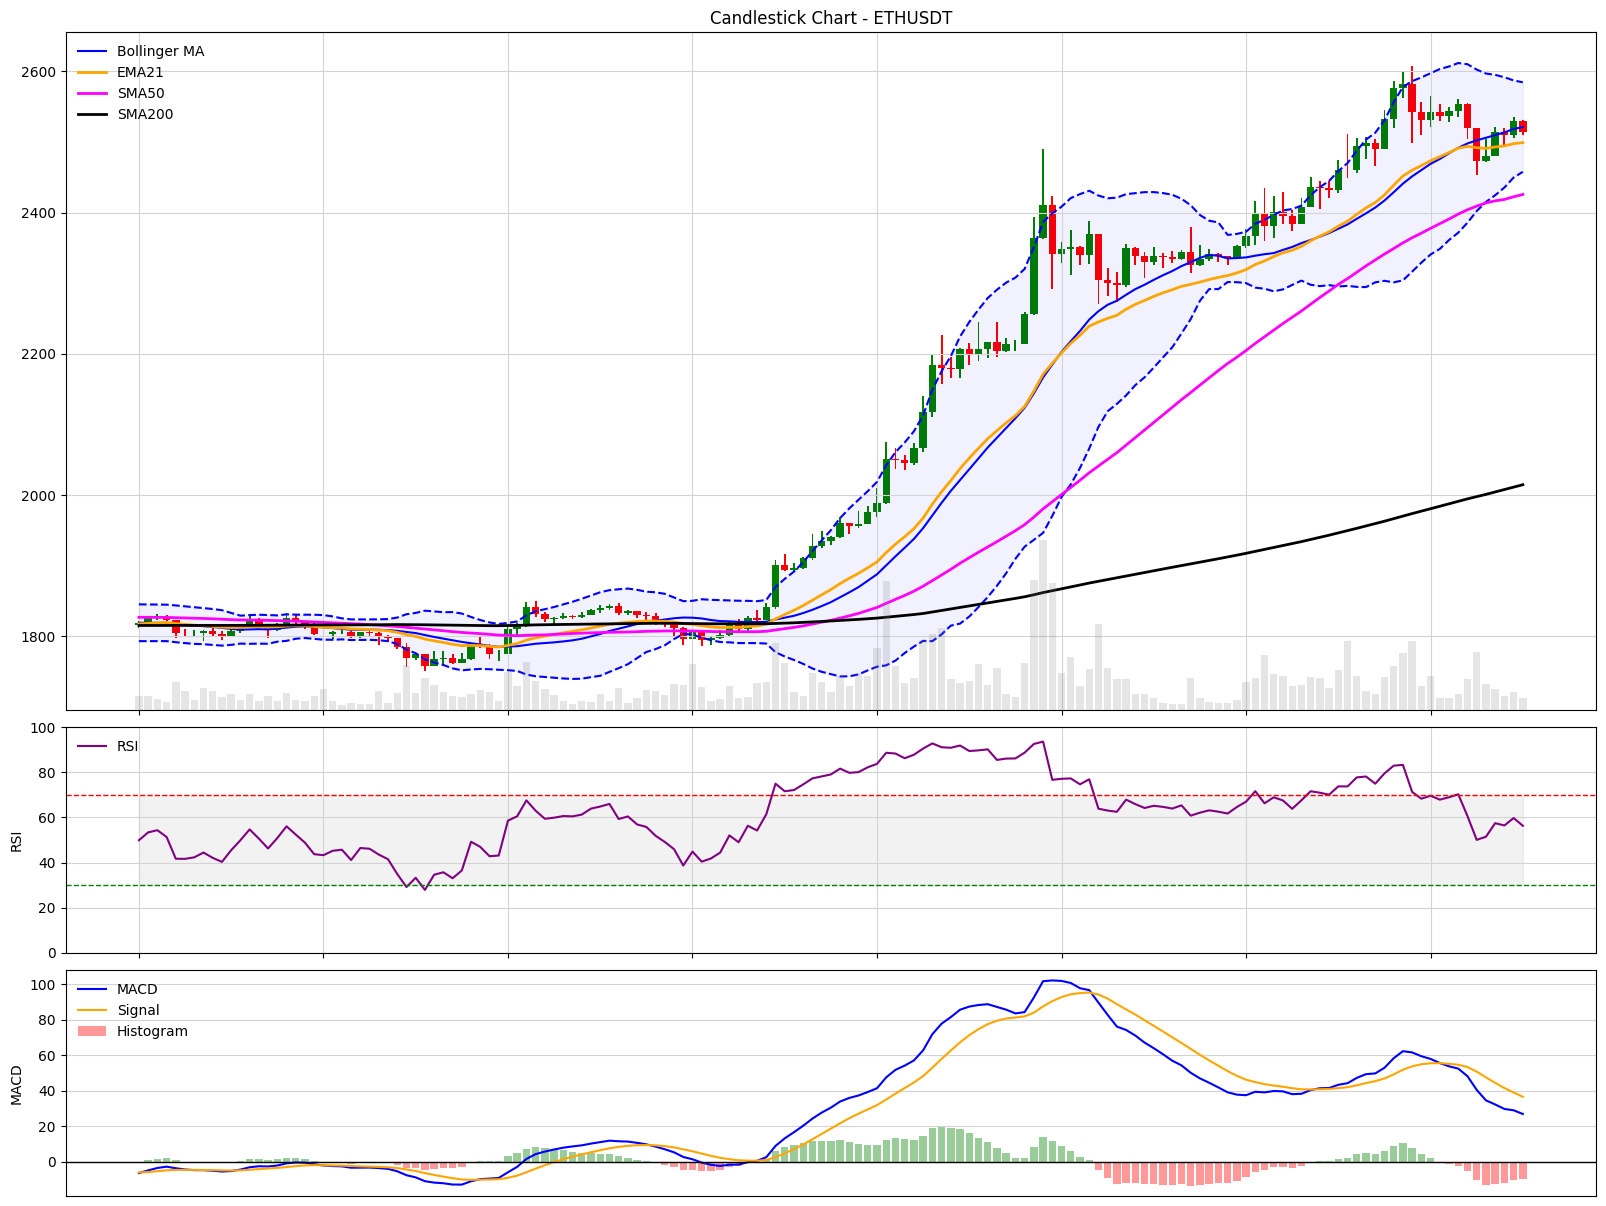 Candlestick Chart - ETHUSDT
Bollinger MA
EMA21
SMA50
SMA200
2600
2400
2200
2000
1800
RSI
100
80
60
40
20
0
RSI
MACD
Signal
Histogram
100
80
60
40
20
0
MACD